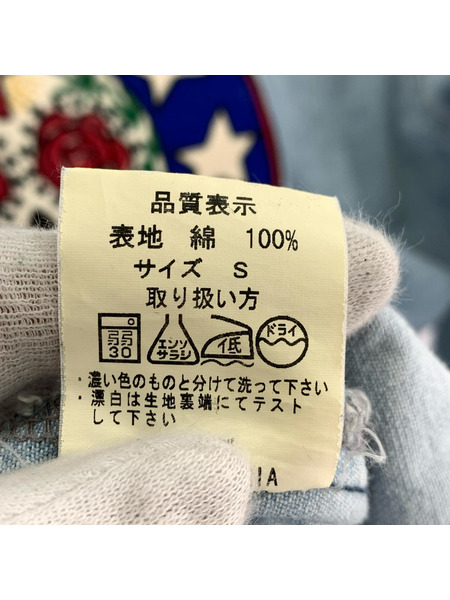 品質表示
表地 綿 100%
サイズ S
取り扱い方
弱 30 エンソ サラシ 低 ドライ
・濃い色のものと分けて洗って下さい
・漂白は生地裏端にてテスト
して下さい
IA